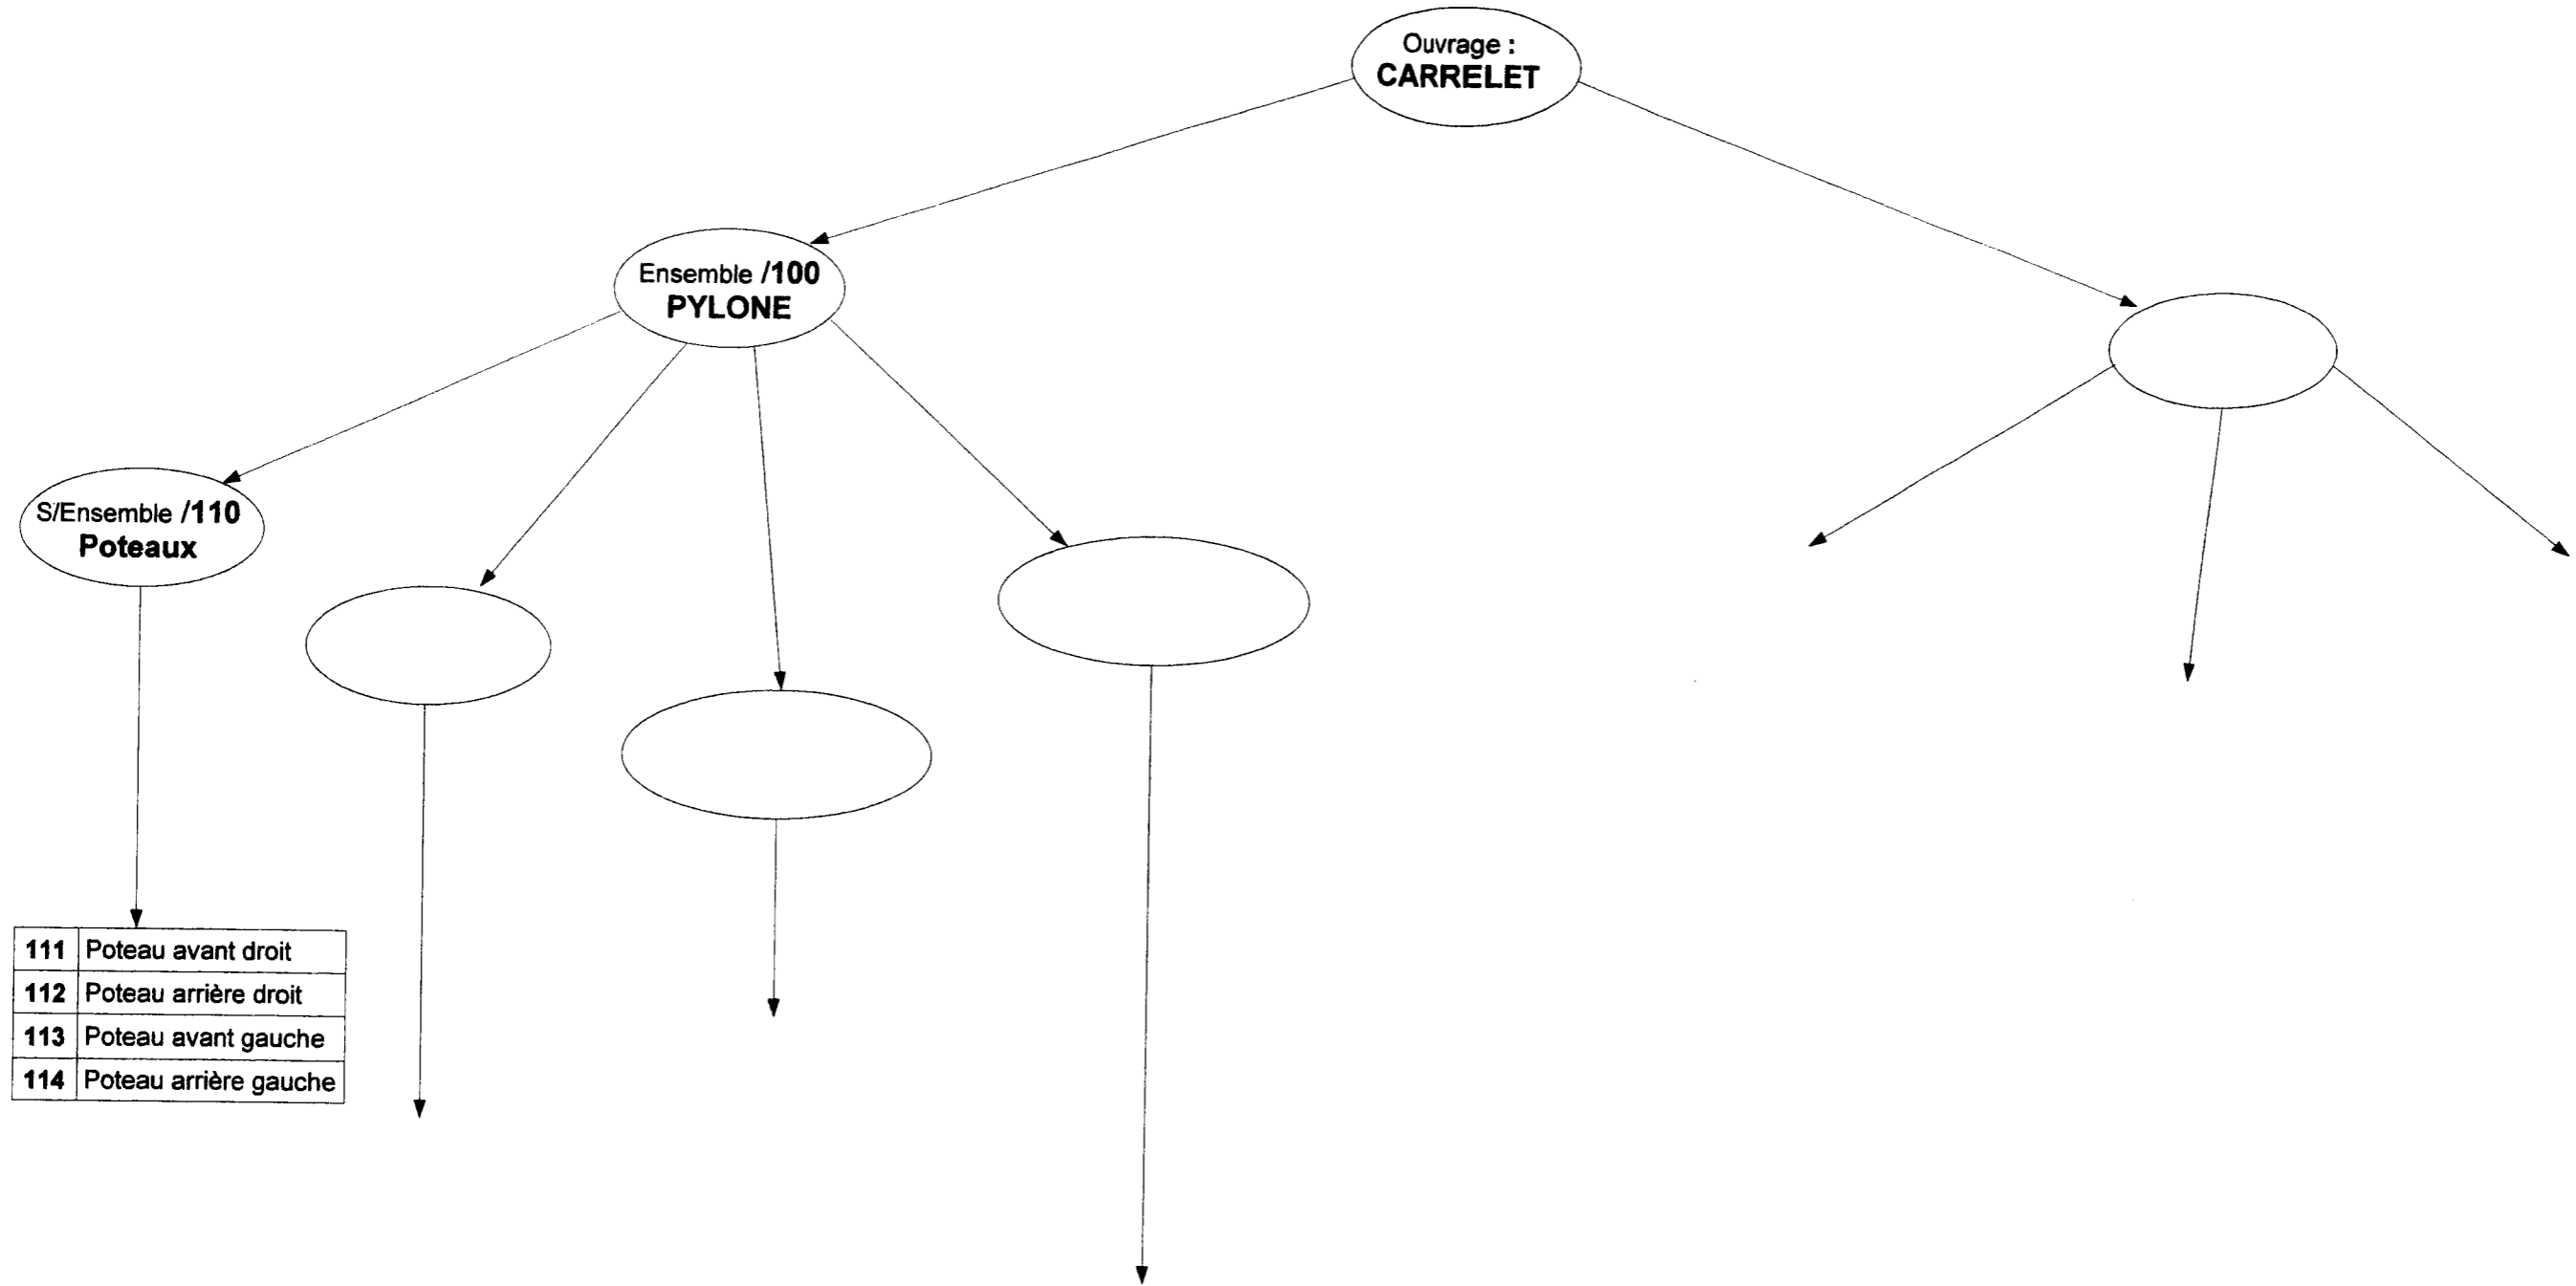 Ouvrage :
CARRELET
Ensemble /100
PYLONE
S/Ensemble /110
Poteaux
111 Poteau avant droit
112 Poteau arrière droit
113 Poteau avant gauche
114 Poteau arrière gauche